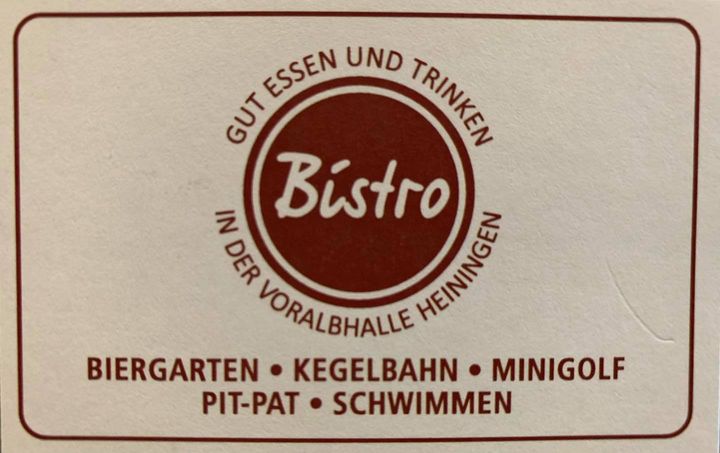 GUT ESSEN UND TRINKEN
Bistro
IN DER VORALBHALLE HEININGEN
BIERGARTEN • KEGELBAHN • MINIGOLF
PIT-PAT • SCHWIMMEN